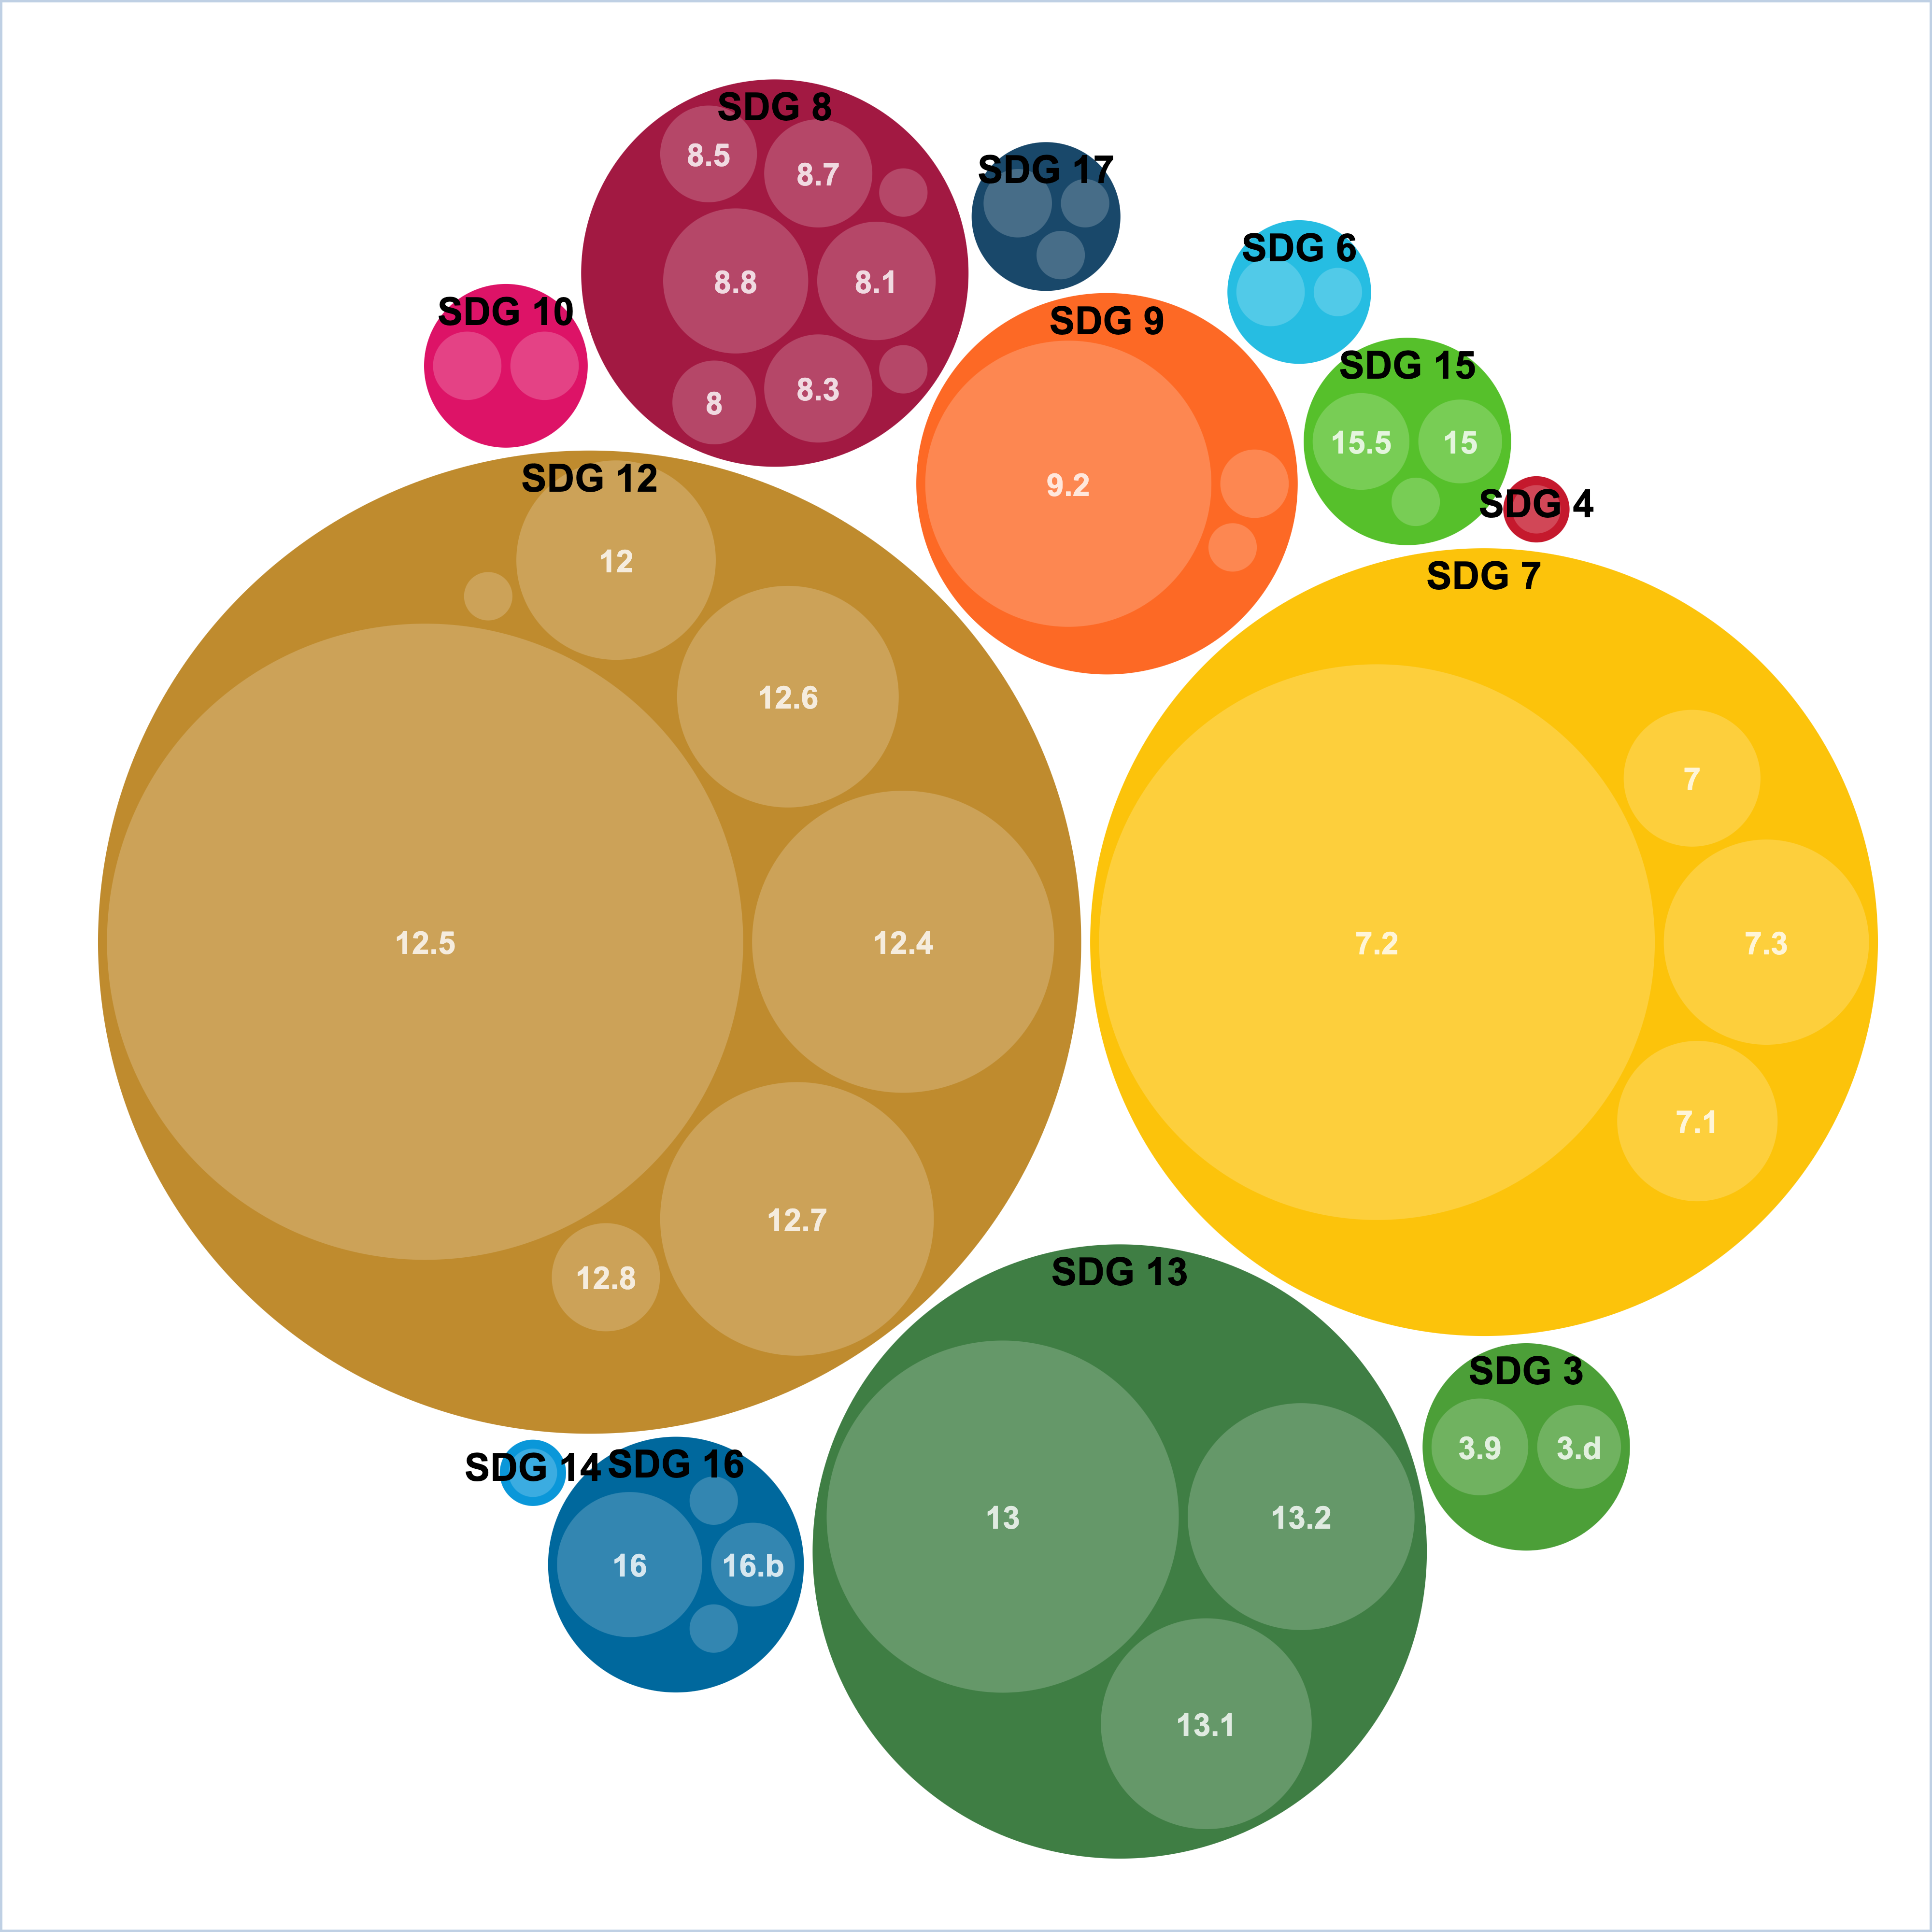 SDG 8
8.5
8.7
8.8
8.1
8.3
8
SDG 17
SDG 6
SDG 10
SDG 9
9.2
SDG 15
15.5
15
SDG 4
SDG 12
12
12.6
12.5
12.4
12.7
12.8
SDG 7
7
7.2
7.3
7.1
SDG 13
13
13.2
13.1
SDG 3
3.9
3.d
SDG 14
SDG 16
16
16.b